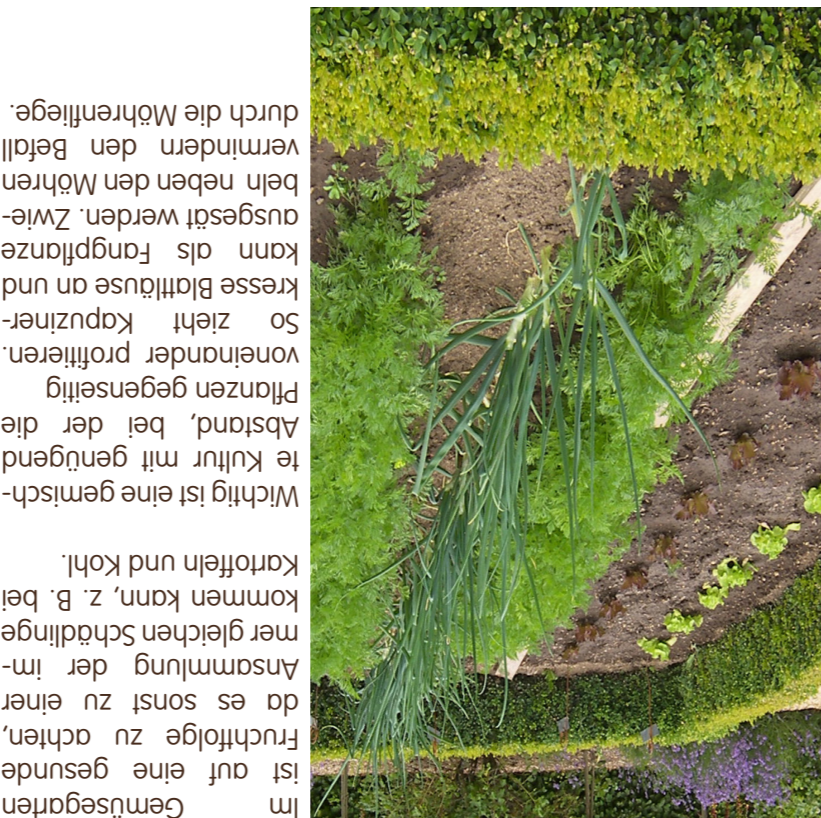 Im Gemüsegarten
ist auf eine gesunde
Fruchtfolge zu achten,
da es sonst zu einer
Ansammlung der im-
mer gleichen Schädlinge
kommen kann, z. B. bei
Kartoffeln und Kohl.
Wichtig ist eine gemisch-
te Kultur mit genügend
Abstand, bei der die
Pflanzen gegenseitig
voneinander profitieren.
So zieht Kapuziner-
kresse Blattläuse an und
kann als Fangpflanze
ausgesät werden. Zwie-
beln neben den Möhren
vermindern den Befall
durch die Möhrenfliege.